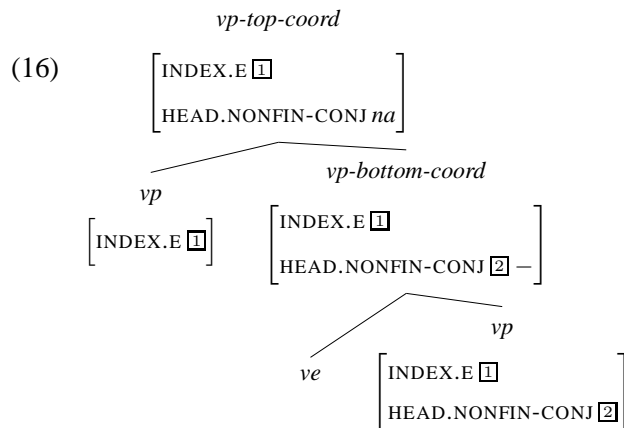 vp-top-coord
(16)
INDEX.E 1
HEAD.NONFIN-CONJ na
vp
vp-bottom-coord
INDEX.E 1
INDEX.E 1
HEAD.NONFIN-CONJ 2 –
ve
vp
INDEX.E 1
HEAD.NONFIN-CONJ 2